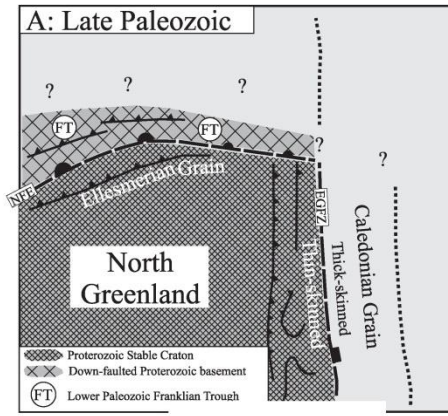 A: Late Paleozoic
?
?
?
?
FT
FT
?
?
NFF
Ellesmerian Grain
EGFZ
Caledonian Grain
Thick-skinned
Thin-skinned
North
Greenland
Proterozoic Stable Craton
Down-faulted Proterozoic basement
FT
Lower Paleozoic Franklian Trough